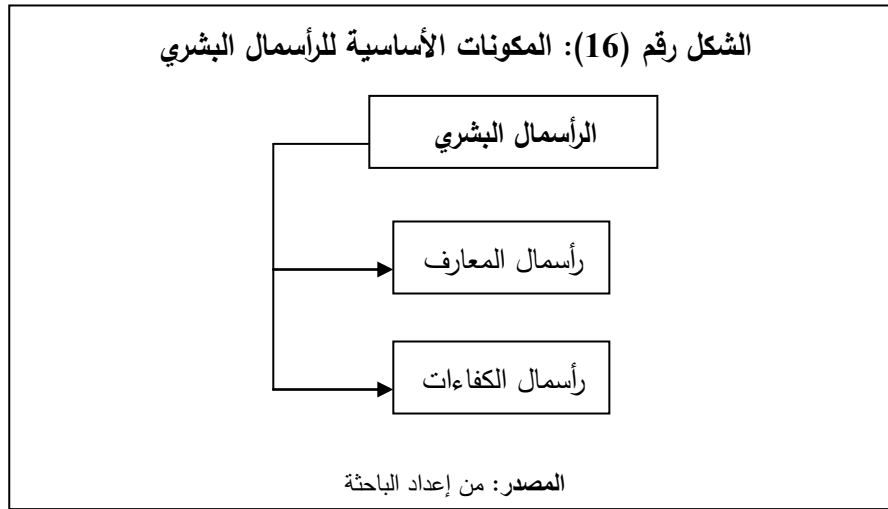 الشكل رقم (16): المكونات الأساسية للرأسمال البشري
الرأسمال البشري
رأسمال المعارف
رأسمال الكفاءات
المصدر: من إعداد الباحثة